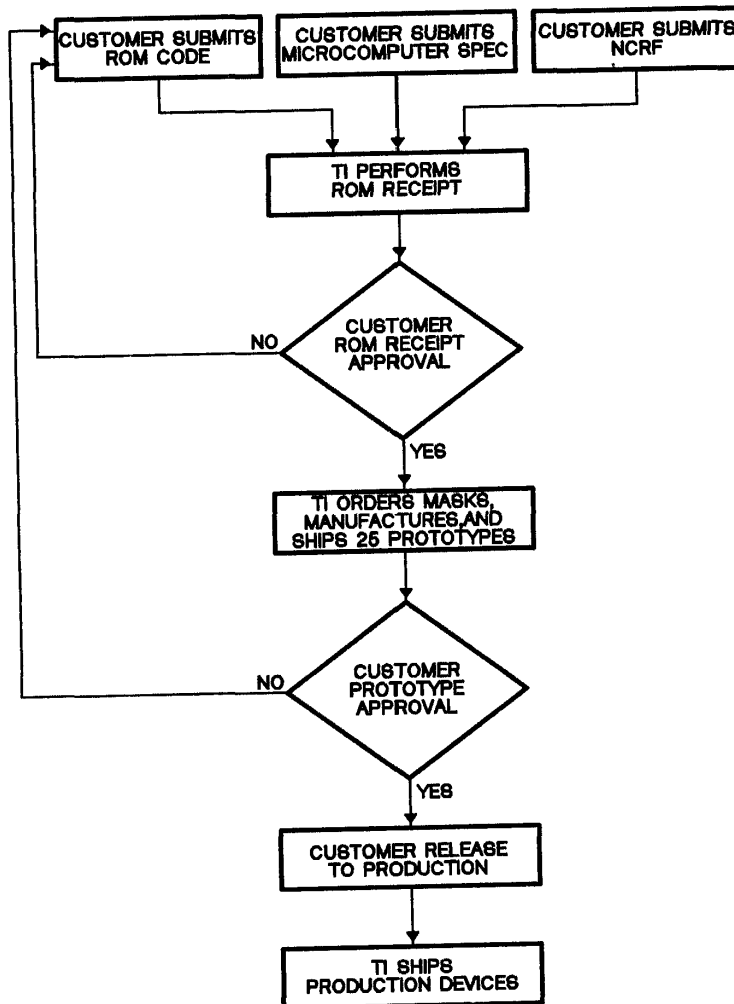 CUSTOMER SUBMITS
ROM CODE
CUSTOMER SUBMITS
MICROCOMPUTER SPEC
CUSTOMER SUBMITS
NCRF
TI PERFORMS
ROM RECEIPT
CUSTOMER
ROM RECEIPT
APPROVAL
NO
YES
TI ORDERS MASKS,
MANUFACTURES,AND
SHIPS 25 PROTOTYPES
CUSTOMER
PROTOTYPE
APPROVAL
NO
YES
CUSTOMER RELEASE
TO PRODUCTION
TI SHIPS
PRODUCTION DEVICES